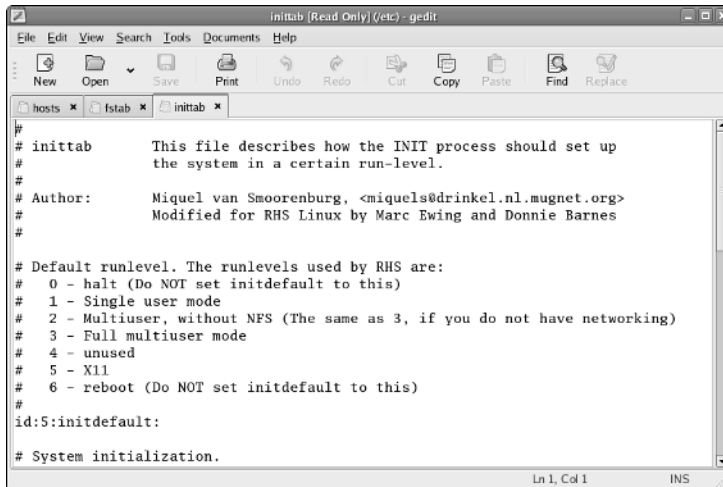 inittab [Read Only] (/etc) - gedit
File Edit View Search Tools Documents Help
New Open Save Print Undo Redo Cut Copy Paste Find Replace
hosts fstab inittab
#
# inittab        This file describes how the INIT process should set up
#                the system in a certain run-level.
#
# Author:        Miquel van Smoorenburg, <miquels@drinkel.nl.mugnet.org>
#                Modified for RHS Linux by Marc Ewing and Donnie Barnes
#
# Default runlevel. The runlevels used by RHS are:
#   0 - halt (Do NOT set initdefault to this)
#   1 - Single user mode
#   2 - Multiuser, without NFS (The same as 3, if you do not have networking)
#   3 - Full multiuser mode
#   4 - unused
#   5 - X11
#   6 - reboot (Do NOT set initdefault to this)
#
id:5:initdefault:
# System initialization.
Ln 1, Col 1 INS